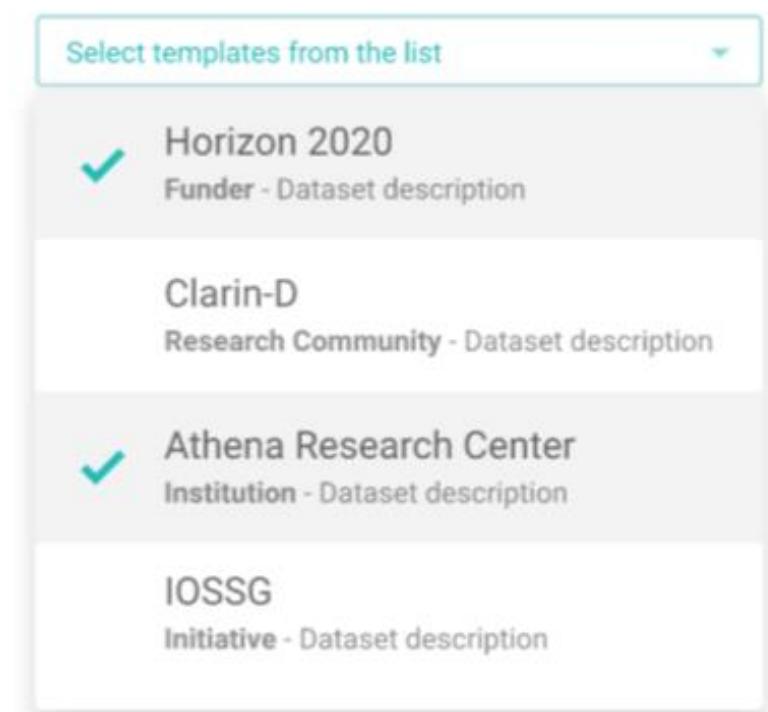 Select templates from the list
Horizon 2020
Funder - Dataset description
Clarin-D
Research Community - Dataset description
Athena Research Center
Institution - Dataset description
IOSSG
Initiative - Dataset description